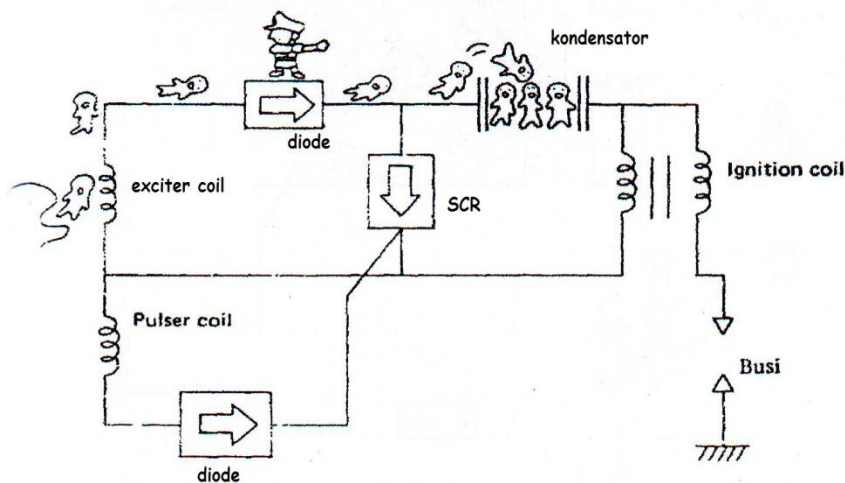 kondensator
diode
exciter coil
SCR
Ignition coil
Pulser coil
Busi
diode